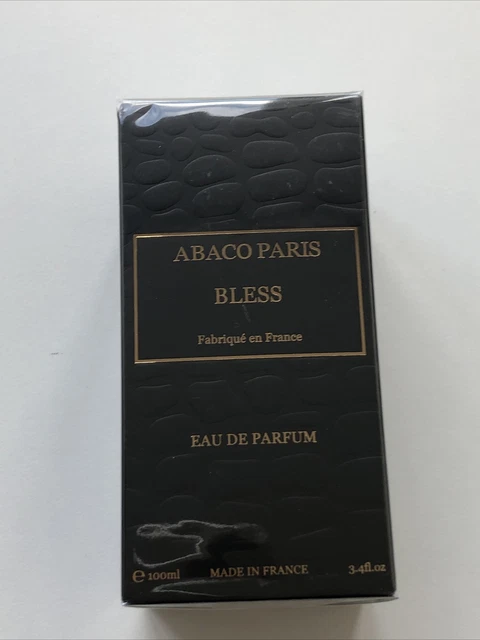 ABACO PARIS
BLESS
Fabriqué en France
EAU DE PARFUM
℮ 100ml MADE IN FRANCE 3.4fl.oz